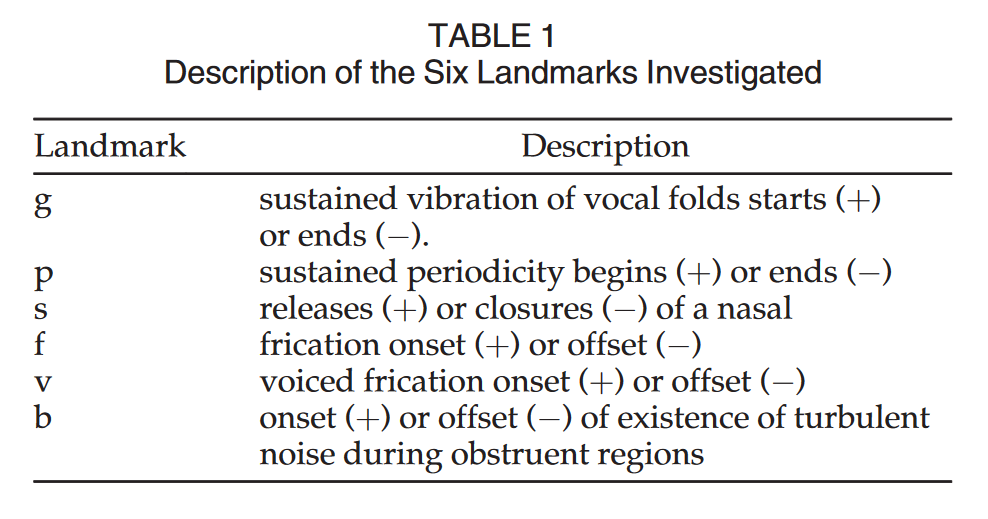 TABLE 1
Description of the Six Landmarks Investigated
Landmark Description
g sustained vibration of vocal folds starts (+)
or ends (−).
p sustained periodicity begins (+) or ends (−)
s releases (+) or closures (−) of a nasal
f frication onset (+) or offset (−)
v voiced frication onset (+) or offset (−)
b onset (+) or offset (−) of existence of turbulent
noise during obstruent regions